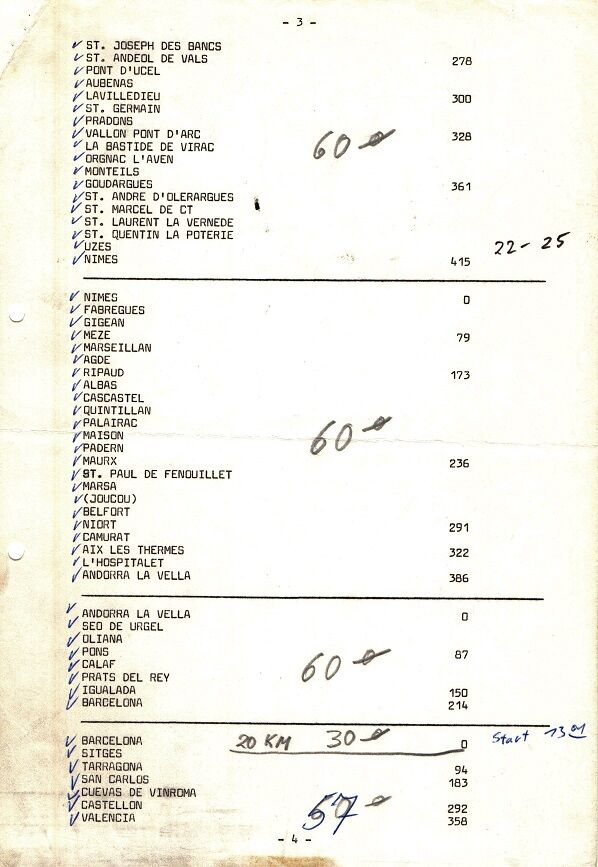 - 3 -
ST. JOSEPH DES BANCS
ST. ANDEOL DE VALS 278
PONT D'UCEL
AUBENAS
LAVILLEDIEU 300
ST. GERMAIN
PRADONS
VALLON PONT D'ARC 60 328
LA BASTIDE DE VIRAC
ORGNAC L'AVEN
MONTEILS
GOUDARGUES 361
ST. ANDRE D'OLERARGUES
ST. MARCEL DE CT
ST. LAURENT LA VERNEDE
ST. QUENTIN LA POTERIE
UZES 22-25
NIMES 415
NIMES 0
FABREGUES
GIGEAN
MEZE 79
MARSEILLAN
AGDE
RIPAUD 173
ALBAS
CASCASTEL
QUINTILLAN
PALAIRAC
MAISON 60
PADERN
MAURX 236
ST. PAUL DE FENOUILLET
MARSA
(JOUCOU)
BELFORT
NIORT 291
CAMURAT
AIX LES THERMES 322
L'HOSPITALET
ANDORRA LA VELLA 386
ANDORRA LA VELLA 0
SEO DE URGEL
OLIANA
PONS 87
CALAF 60
PRATS DEL REY
IGUALADA 150
BARCELONA 214
BARCELONA 20 KM 30 0 Start 13
SITGES
TARRAGONA 94
SAN CARLOS 183
CUEVAS DE VINROMA
CASTELLON 57 292
VALENCIA 358
- 4 -